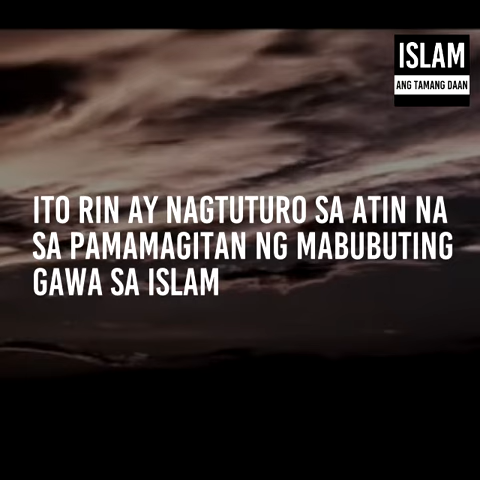 ISLAM
ANG TAMANG DAAN
ITO RIN AY NAGTUTURO SA ATIN NA
SA PAMAMAGITAN NG MABUBUTING
GAWA SA ISLAM